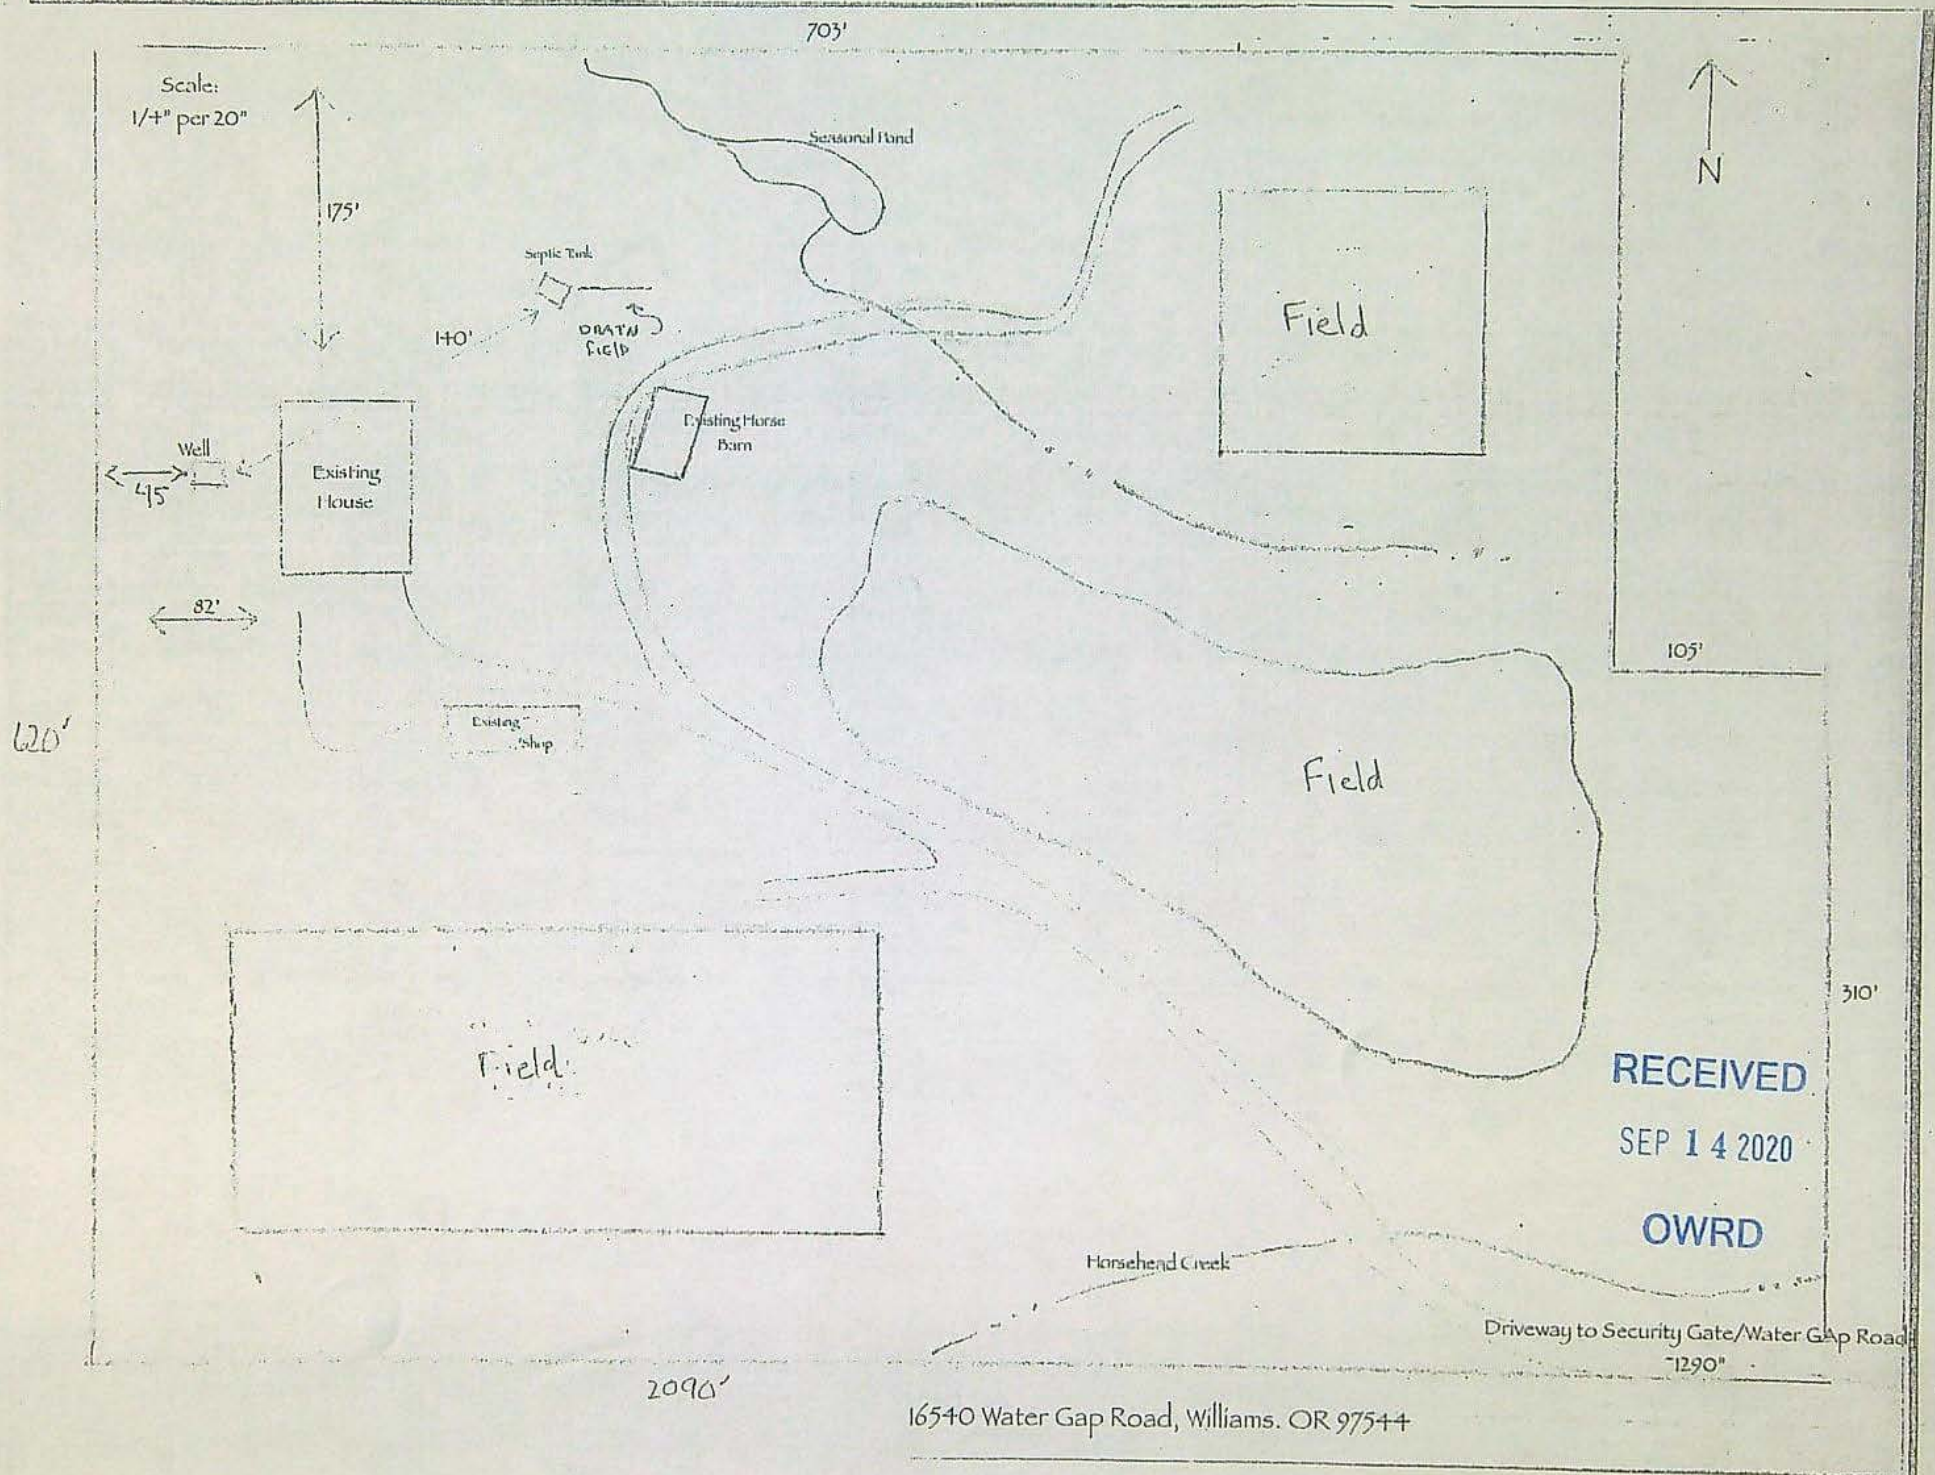 703'
Scale:
1/4" per 20"
N
Seasonal Pond
175'
Septic Tank
140'
DRAIN
FIELD
Field
Existing Horse
Barn
Well
45
Existing
House
82'
105'
Existing
Shop
620'
Field
310'
Field
RECEIVED
SEP 14 2020
OWRD
Horsehead Creek
Driveway to Security Gate/Water GAp Road
~1290"
2090'
16540 Water Gap Road, Williams. OR 97544